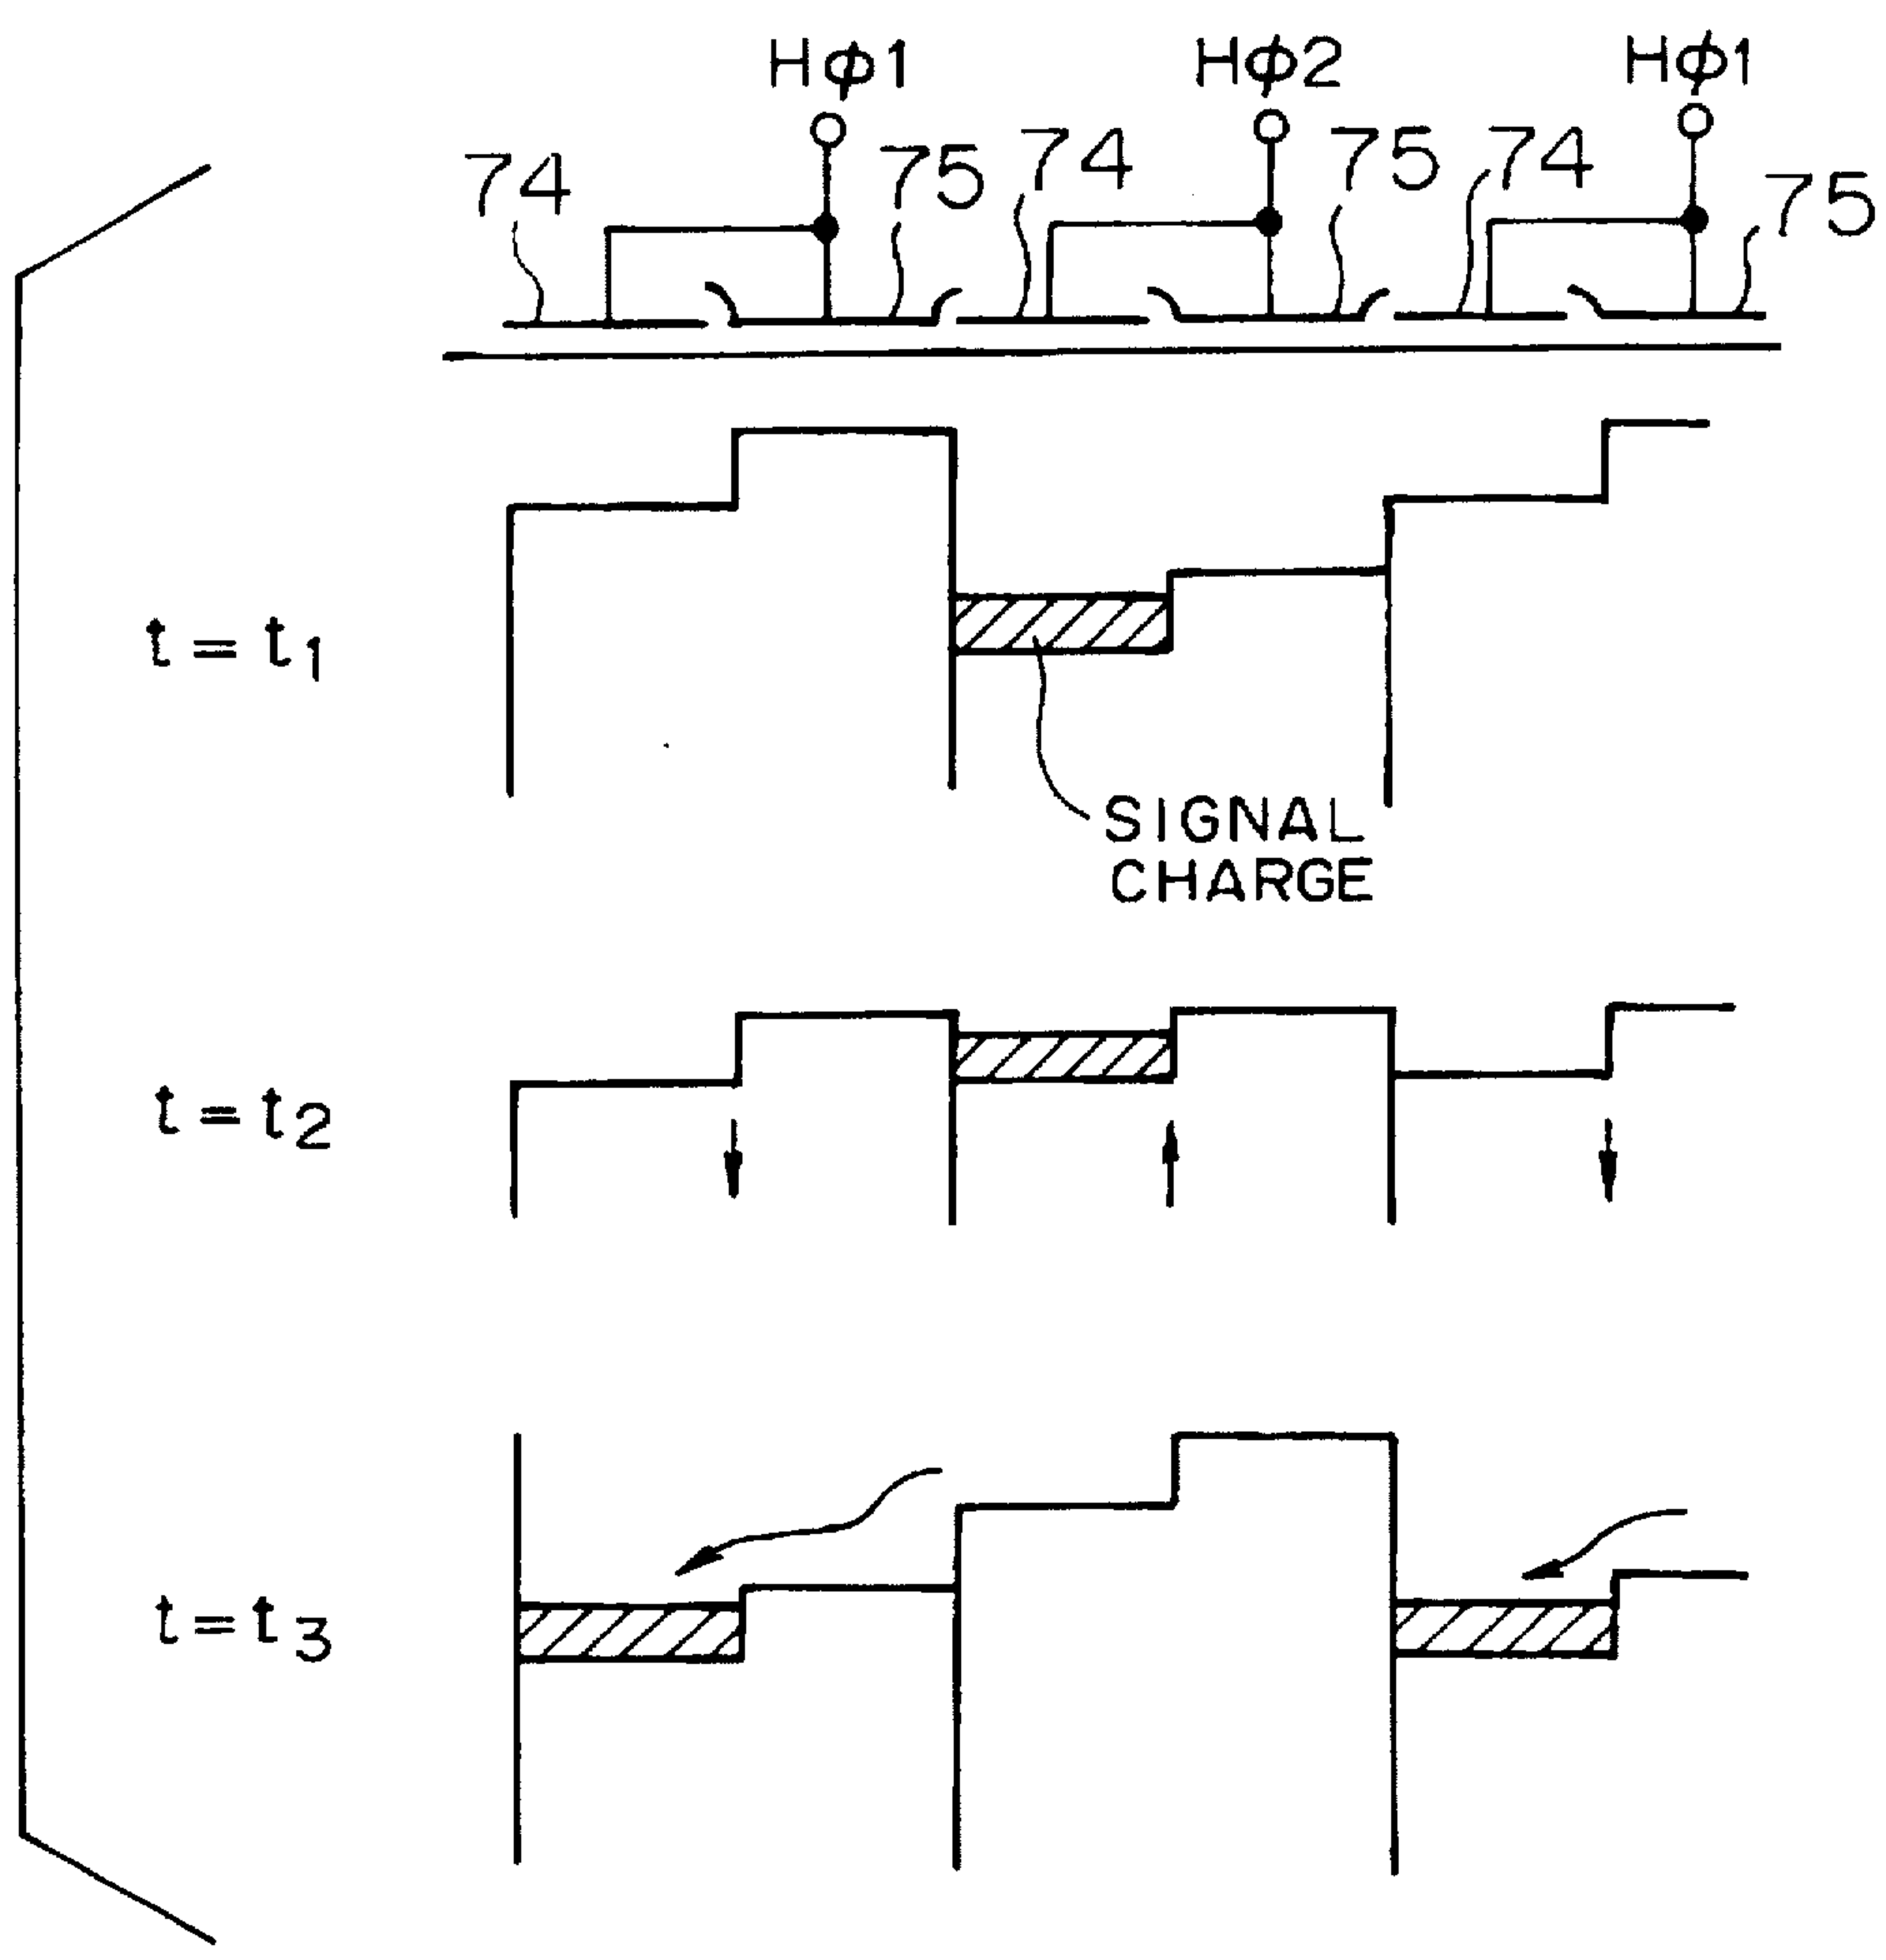 Hφ1 Hφ2 Hφ1
74 75 74 75 74 75
t = t1
SIGNAL
CHARGE
t = t2
t = t3